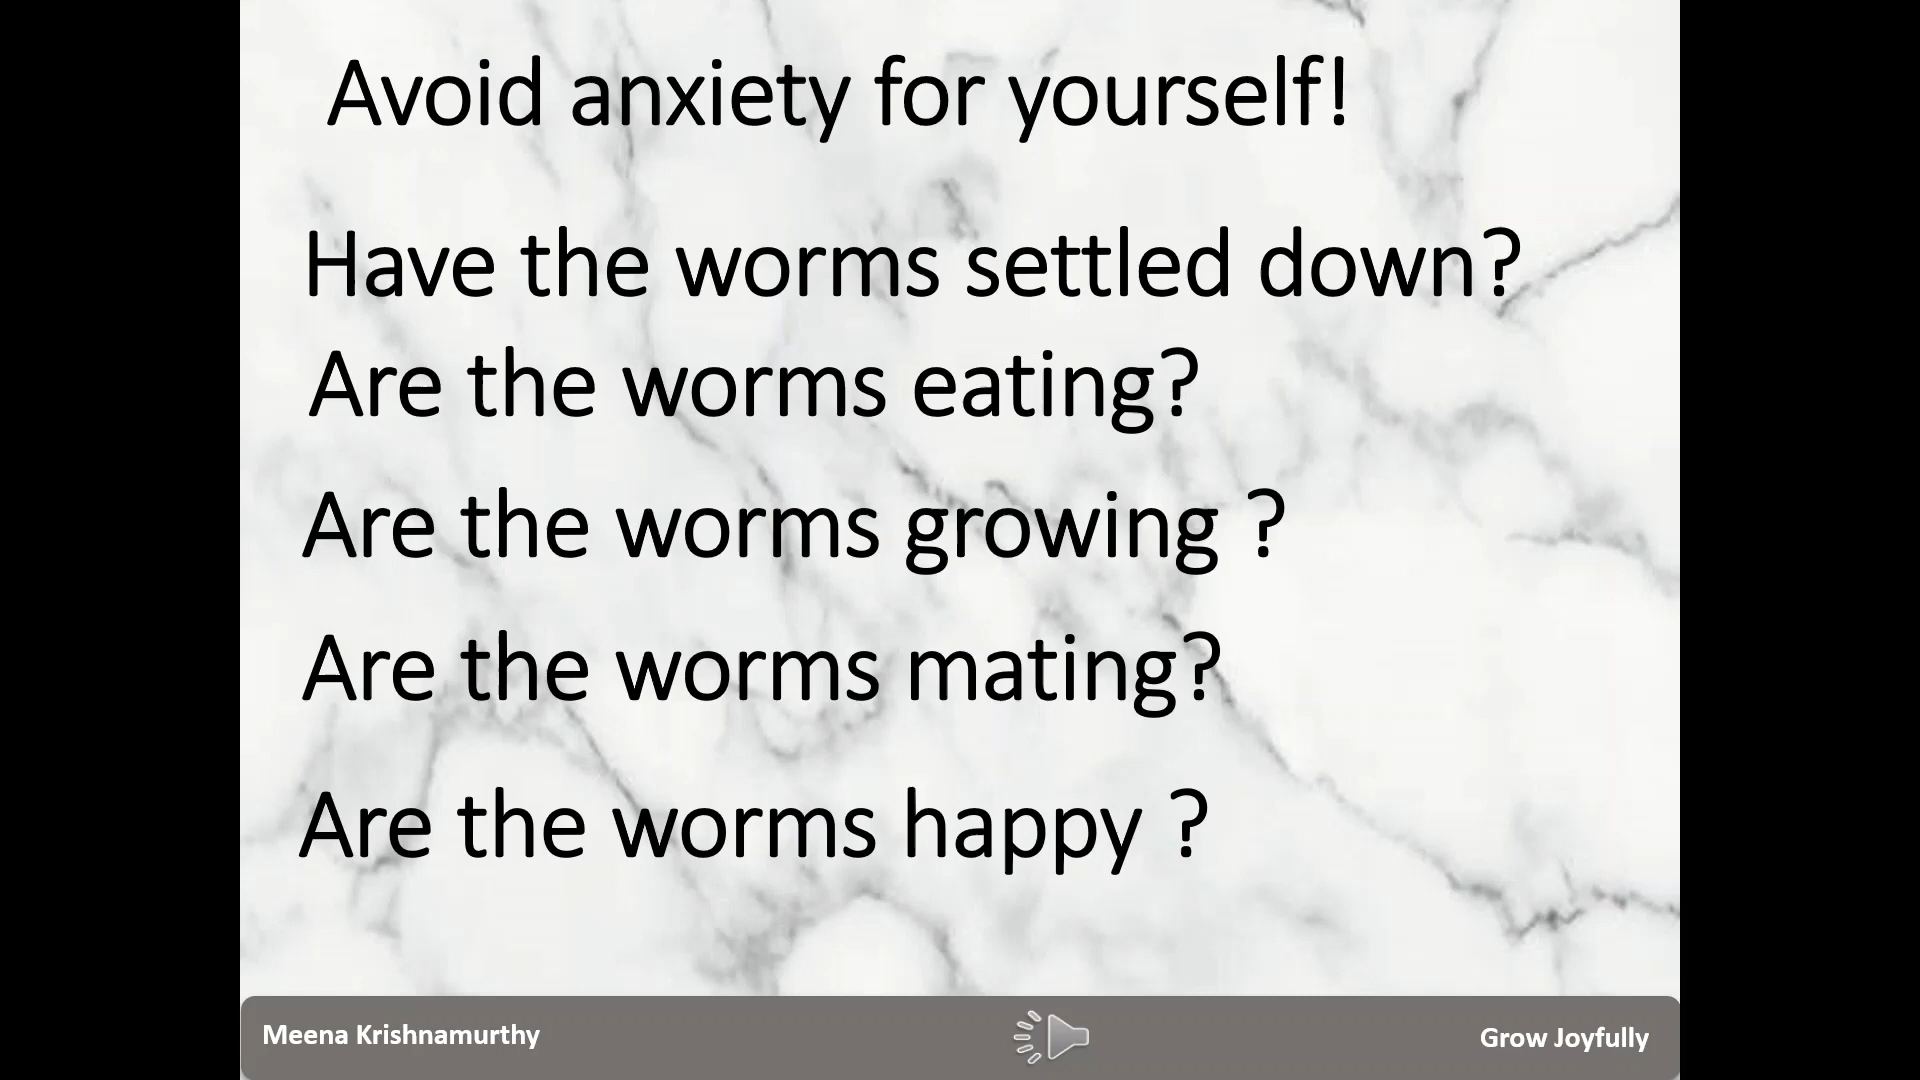 Avoid anxiety for yourself!
Have the worms settled down?
Are the worms eating?
Are the worms growing ?
Are the worms mating?
Are the worms happy ?
Meena Krishnamurthy
Grow Joyfully